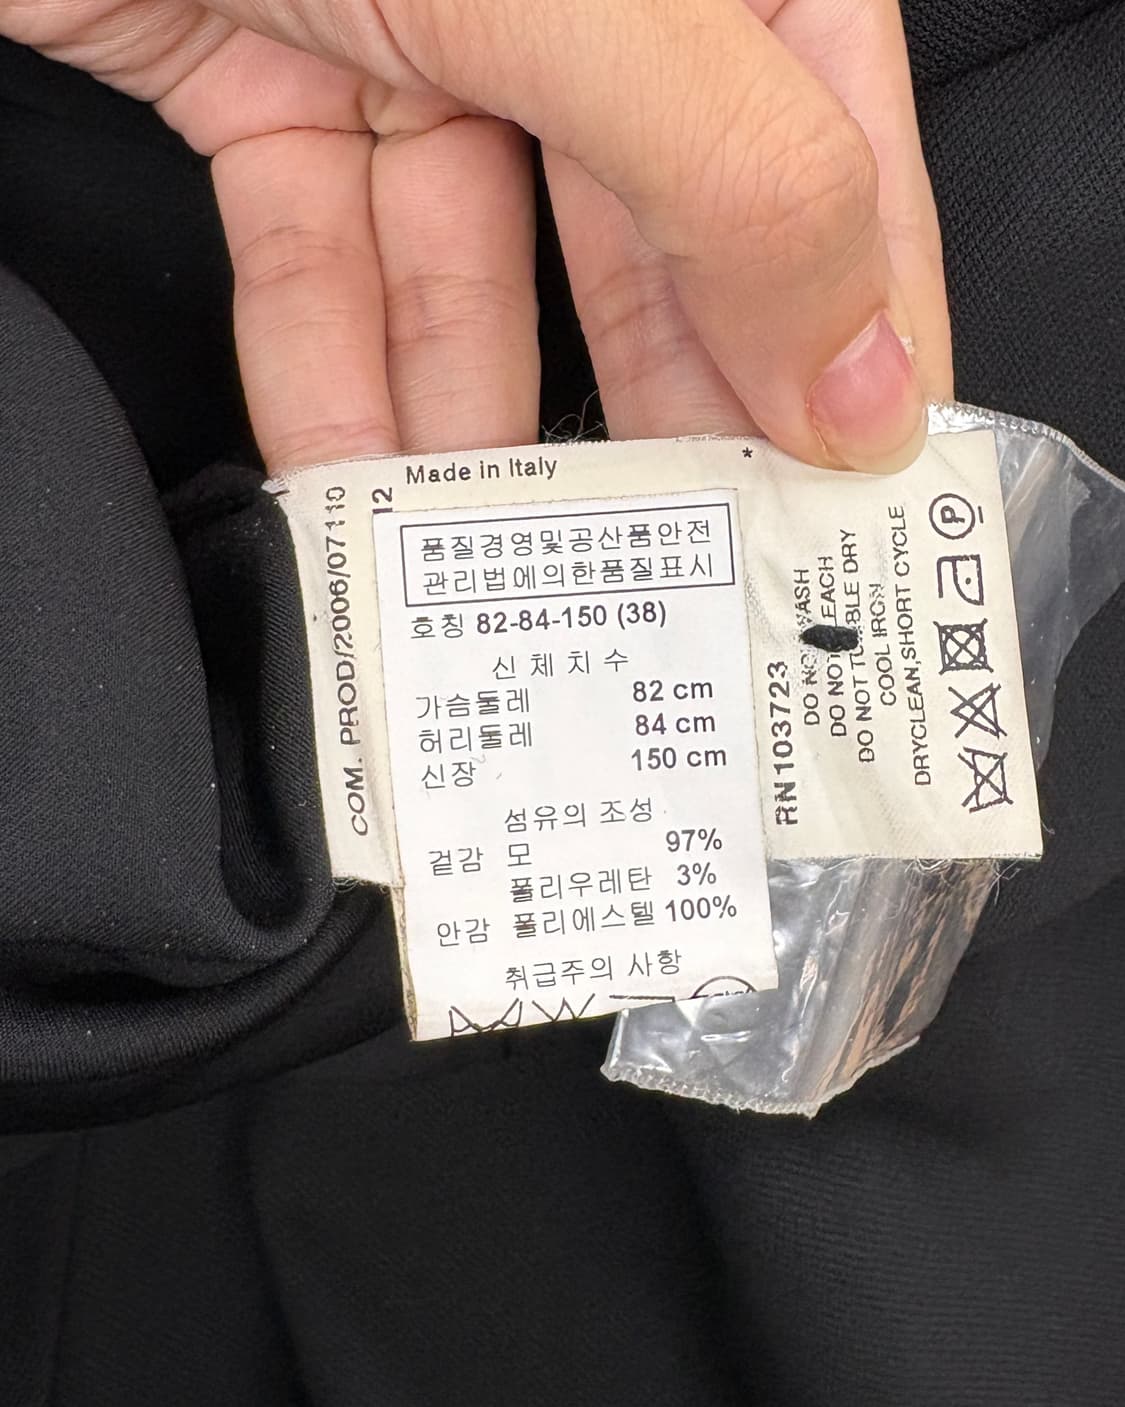 Made in Italy
*
COM. PROD/2006/07110
12
품질경영및공산품안전
관리법에의한품질표시
호칭 82-84-150 (38)
신 체 치 수
가슴둘레 82 cm
허리둘레 84 cm
신장 150 cm
섬유의 조성
겉감 모 97%
폴리우레탄 3%
안감 폴리에스텔 100%
취급주의 사항
RN103723
DO WASH
DO NOT
DO NOT TUMBLE DRY
COOL IRON
DRYCLEAN,SHORT CYCLE
P